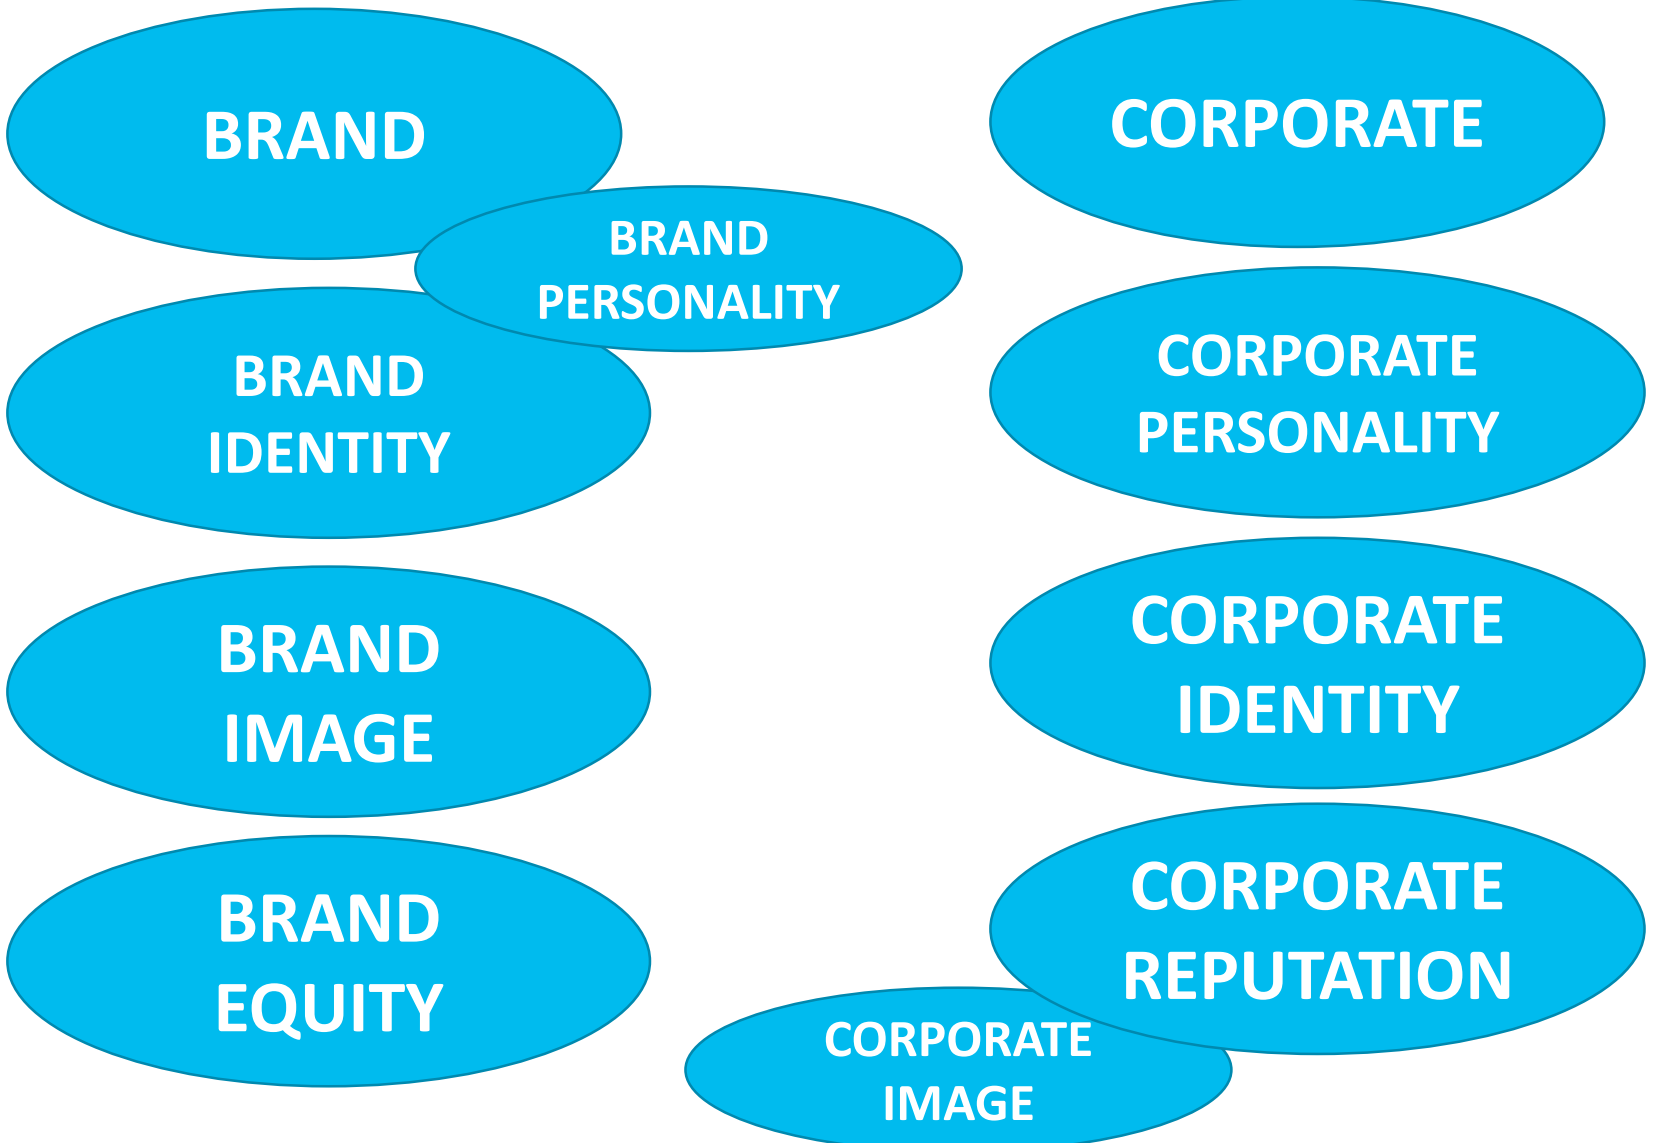 BRAND
BRAND
PERSONALITY
BRAND
IDENTITY
BRAND
IMAGE
BRAND
EQUITY
CORPORATE
CORPORATE
PERSONALITY
CORPORATE
IDENTITY
CORPORATE
REPUTATION
CORPORATE
IMAGE